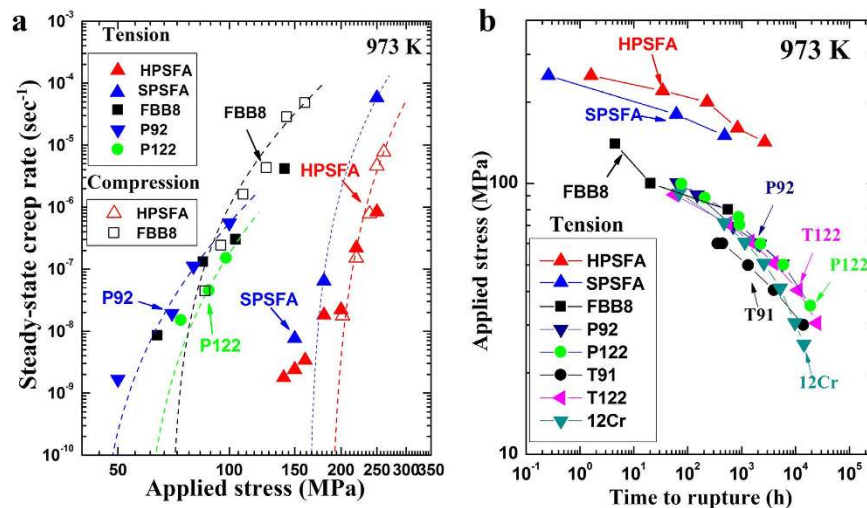 a
973 K
Tension
HPSFA
SPSFA
FBB8
P92
P122
Compression
HPSFA
FBB8
FBB8
HPSFA
P92
SPSFA
P122
Steady-state creep rate (sec⁻¹)
10⁻³
10⁻⁴
10⁻⁵
10⁻⁶
10⁻⁷
10⁻⁸
10⁻⁹
10⁻¹⁰
50 100 150 200 250 300 350
Applied stress (MPa)
b
973 K
HPSFA
SPSFA
FBB8
P92
T122
P122
T91
12Cr
Tension
HPSFA
SPSFA
FBB8
P92
P122
T91
T122
12Cr
Applied stress (MPa)
100
10
10⁻¹ 10⁰ 10¹ 10² 10³ 10⁴ 10⁵
Time to rupture (h)